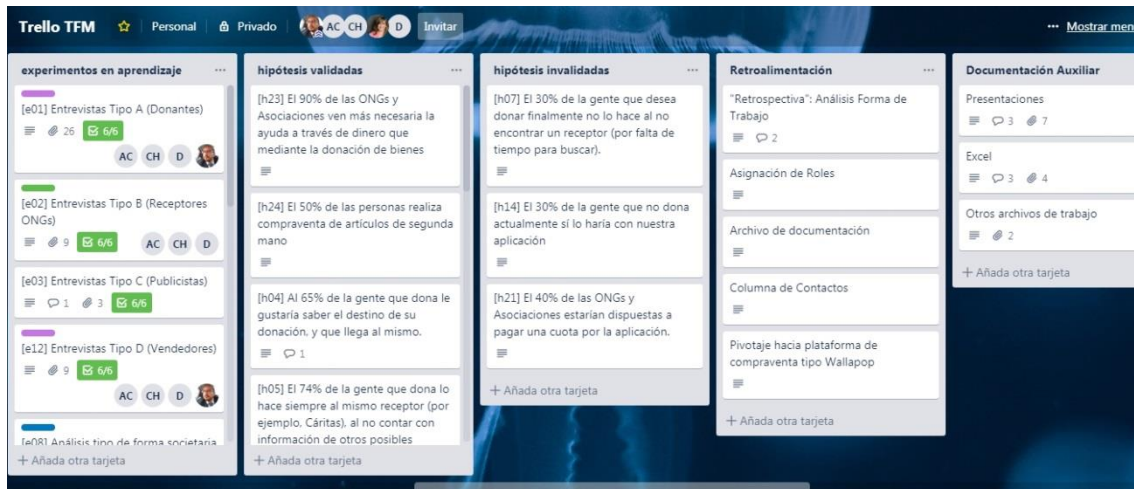 Trello TFM Personal Privado AC CH D Invitar ... Mostrar men
experimentos en aprendizaje ...
[e01] Entrevistas Tipo A (Donantes)
26 6/6
AC CH D
[e02] Entrevistas Tipo B (Receptores
ONGs)
9 6/6 AC CH D
[e03] Entrevistas Tipo C (Publicistas)
1 3 6/6
[e12] Entrevistas Tipo D (Vendedores)
9 6/6
AC CH D
[e08] Análisis tipo de forma societaria
+ Añada otra tarjeta
hipótesis validadas ...
[h23] El 90% de las ONGs y
Asociaciones ven más necesaria la
ayuda a través de dinero que
mediante la donación de bienes
[h24] El 50% de las personas realiza
compraventa de artículos de segunda
mano
[h04] Al 65% de la gente que dona le
gustaría saber el destino de su
donación, y que llega al mismo.
1
[h05] El 74% de la gente que dona lo
hace siempre al mismo receptor (por
ejemplo, Cáritas), al no contar con
información de otros posibles
+ Añada otra tarjeta
hipótesis invalidadas ...
[h07] El 30% de la gente que desea
donar finalmente no lo hace al no
encontrar un receptor (por falta de
tiempo para buscar).
[h14] El 30% de la gente que no dona
actualmente sí lo haría con nuestra
aplicación
[h21] El 40% de las ONGs y
Asociaciones estarían dispuestas a
pagar una cuota por la aplicación.
+ Añada otra tarjeta
Retroalimentación ...
"Retrospectiva": Análisis Forma de
Trabajo
2
Asignación de Roles
Archivo de documentación
Columna de Contactos
Pivotaje hacia plataforma de
compraventa tipo Wallapop
+ Añada otra tarjeta
Documentación Auxiliar
Presentaciones
3 7
Excel
3 4
Otros archivos de trabajo
2
+ Añada otra tarjeta